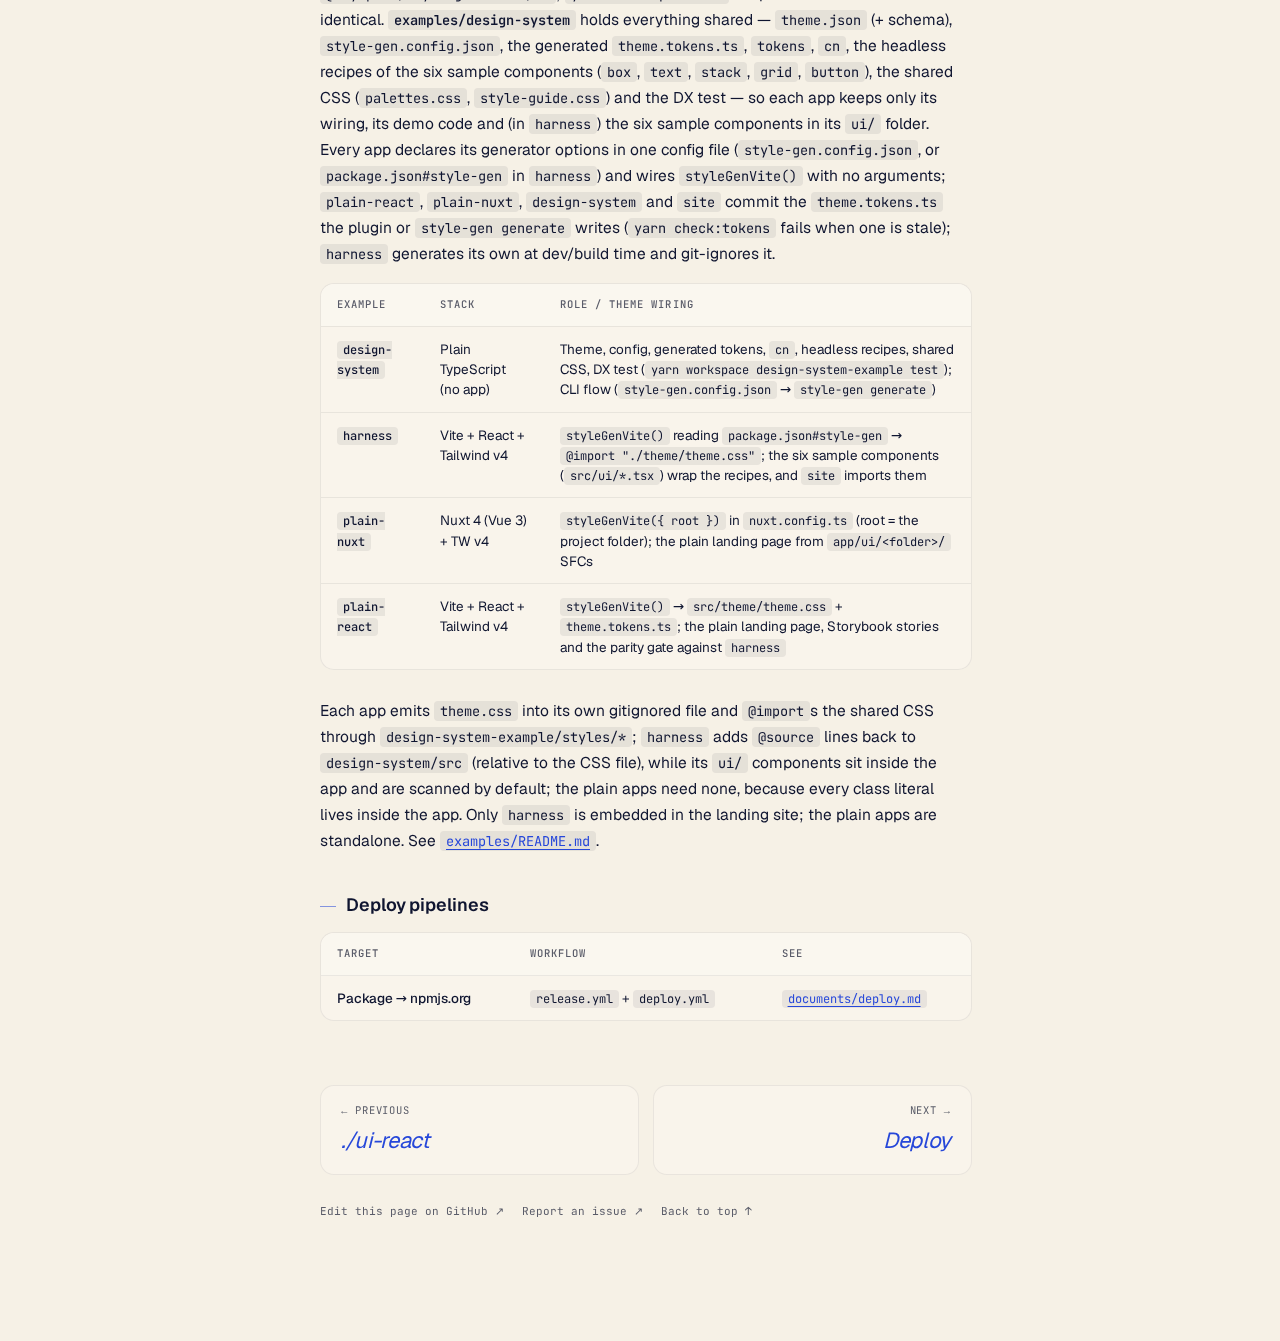 identical. examples/design-system holds everything shared — theme.json (+ schema),
style-gen.config.json, the generated theme.tokens.ts, tokens, cn, the headless
recipes of the six sample components (box, text, stack, grid, button), the shared
CSS (palettes.css, style-guide.css) and the DX test — so each app keeps only its
wiring, its demo code and (in harness) the six sample components in its ui/ folder.
Every app declares its generator options in one config file (style-gen.config.json, or
package.json#style-gen in harness) and wires styleGenVite() with no arguments;
plain-react, plain-nuxt, design-system and site commit the theme.tokens.ts
the plugin or style-gen generate writes (yarn check:tokens fails when one is stale);
harness generates its own at dev/build time and git-ignores it.
EXAMPLE STACK ROLE / THEME WIRING
design-
system
Plain
TypeScript
(no app)
Theme, config, generated tokens, cn, headless recipes, shared
CSS, DX test (yarn workspace design-system-example test);
CLI flow (style-gen.config.json → style-gen generate)
harness
Vite + React +
Tailwind v4
styleGenVite() reading package.json#style-gen →
@import "./theme/theme.css"; the six sample components
(src/ui/*.tsx) wrap the recipes, and site imports them
plain-
nuxt
Nuxt 4 (Vue 3)
+ TW v4
styleGenVite({ root }) in nuxt.config.ts (root = the
project folder); the plain landing page from app/ui/<folder>/
SFCs
plain-
react
Vite + React +
Tailwind v4
styleGenVite() → src/theme/theme.css +
theme.tokens.ts; the plain landing page, Storybook stories
and the parity gate against harness
Each app emits theme.css into its own gitignored file and @imports the shared CSS
through design-system-example/styles/*; harness adds @source lines back to
design-system/src (relative to the CSS file), while its ui/ components sit inside the
app and are scanned by default; the plain apps need none, because every class literal
lives inside the app. Only harness is embedded in the landing site; the plain apps are
standalone. See examples/README.md.
— Deploy pipelines
TARGET WORKFLOW SEE
Package → npmjs.org release.yml + deploy.yml documents/deploy.md
← PREVIOUS
./ui-react
NEXT →
Deploy
Edit this page on GitHub ↗ Report an issue ↗ Back to top ↑